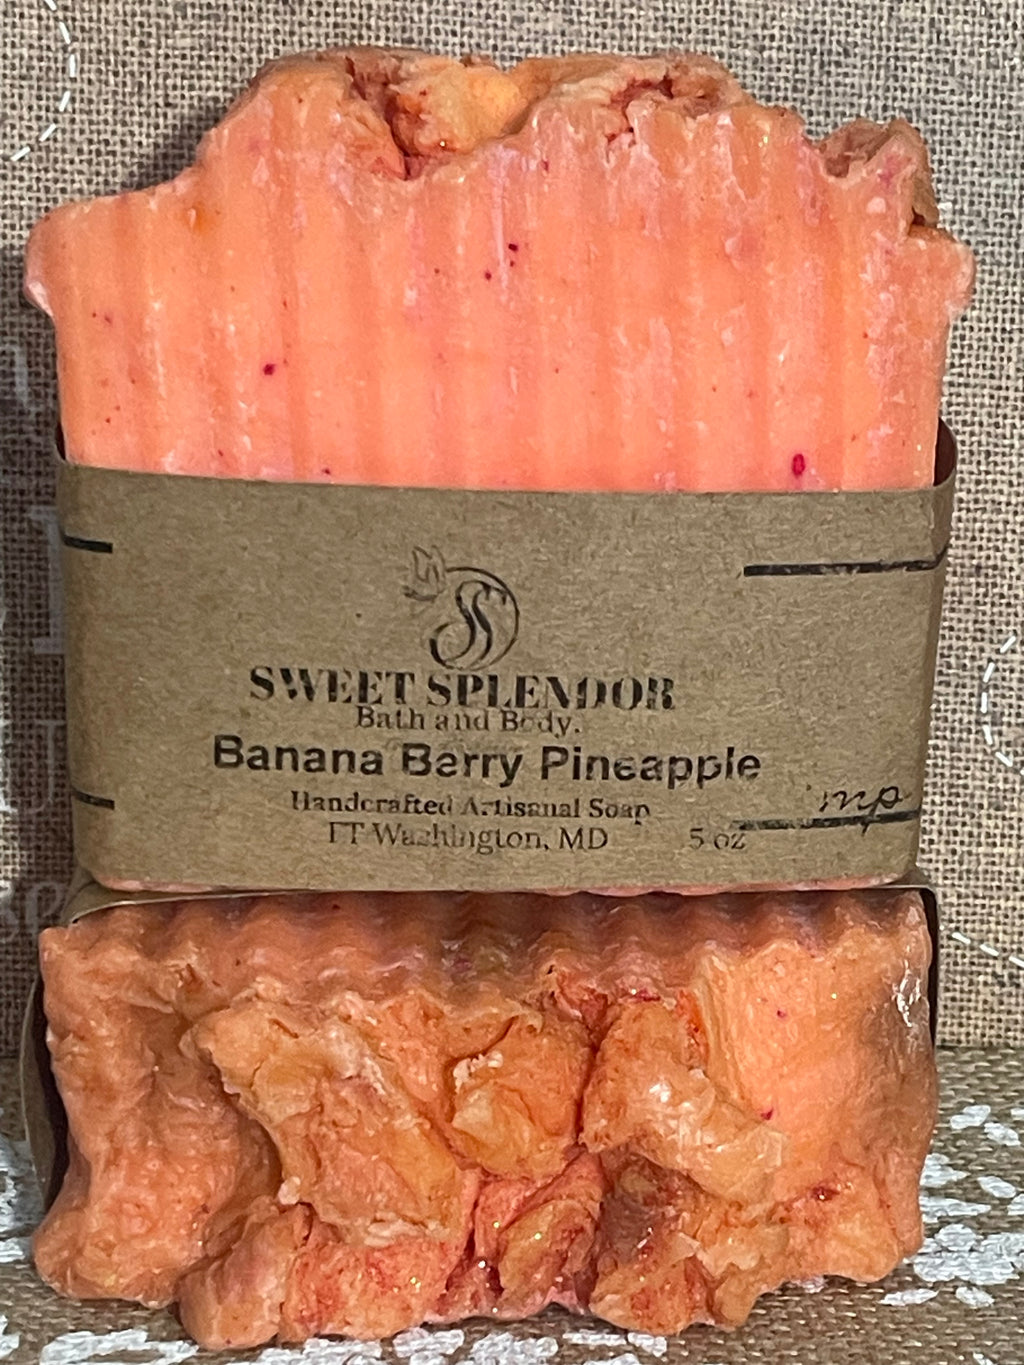 SWEET SPLENDOR
Bath and Body.
Banana Berry Pineapple
Handcrafted Artisanal Soap
FT Washington, MD 5 oz
mp